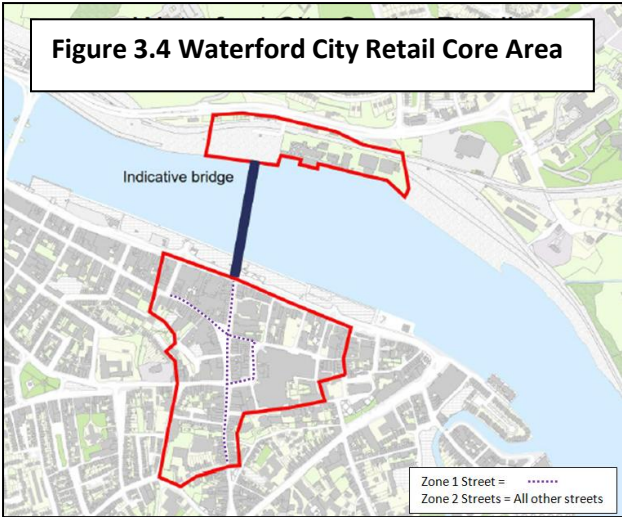 Figure 3.4 Waterford City Retail Core Area
Indicative bridge
Zone 1 Street =
Zone 2 Streets = All other streets